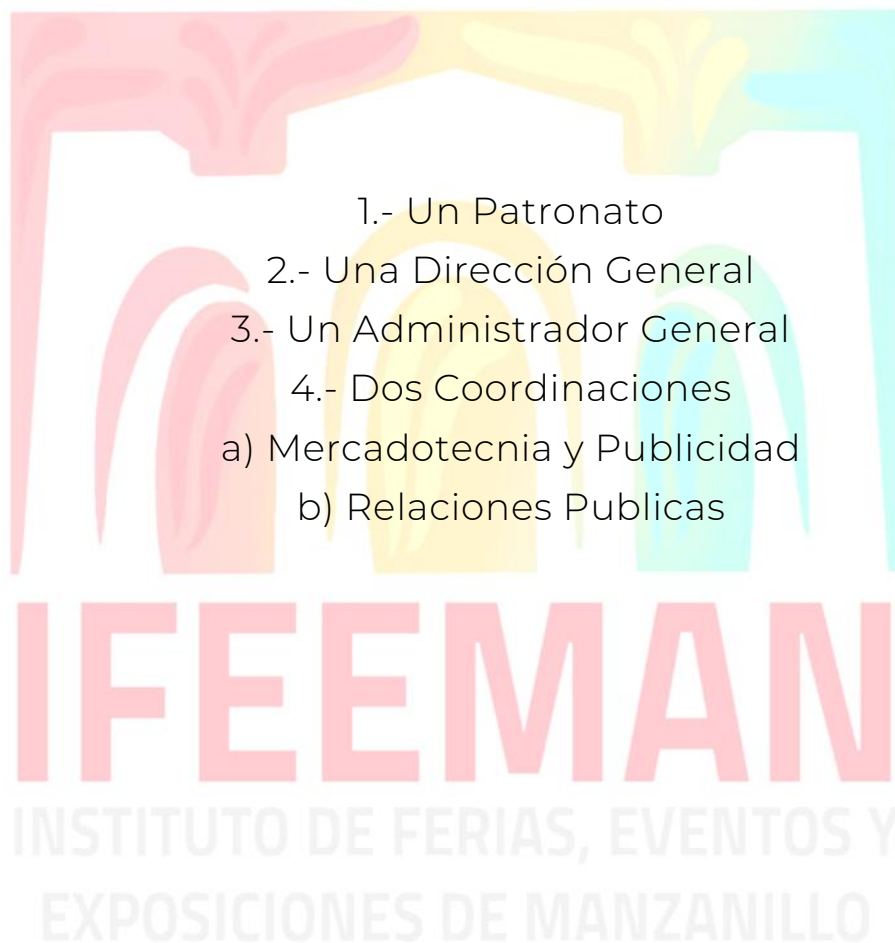 1.- Un Patronato
2.- Una Dirección General
3.- Un Administrador General
4.- Dos Coordinaciones
a) Mercadotecnia y Publicidad
b) Relaciones Publicas
IFEEMAN
INSTITUTO DE FERIAS, EVENTOS Y
EXPOSICIONES DE MANZANILLO